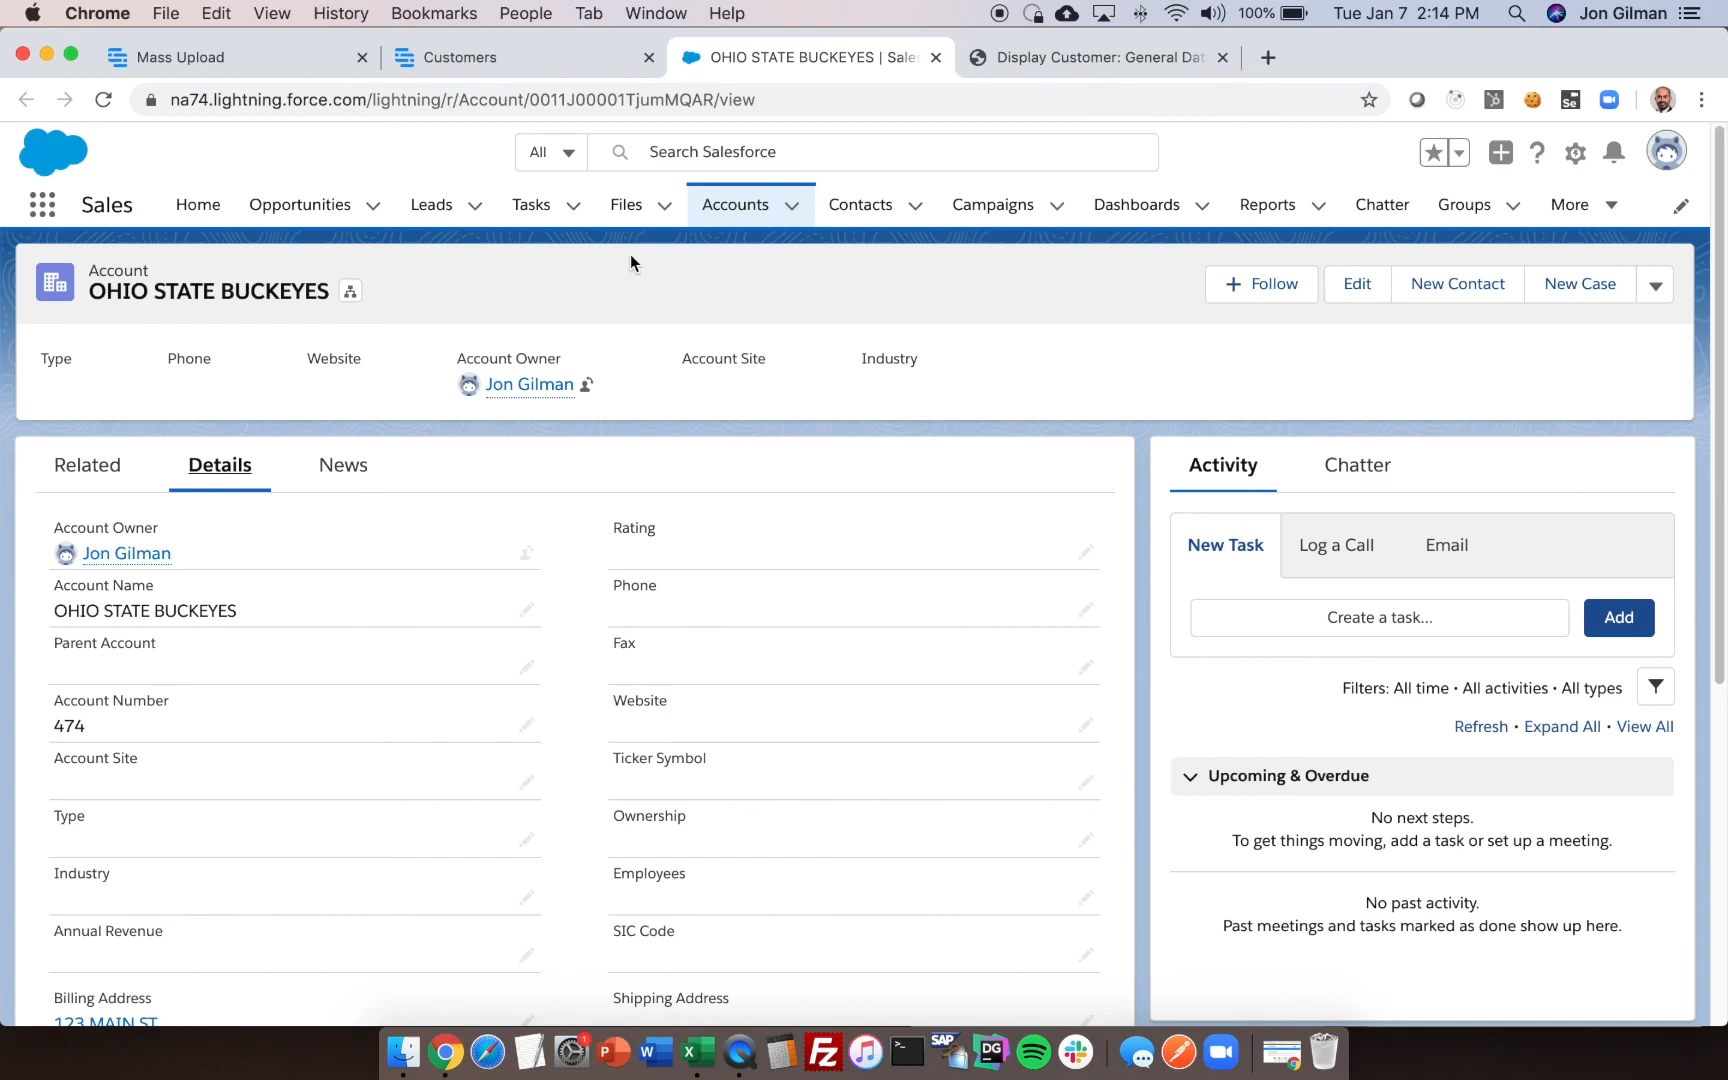 Chrome File Edit View History Bookmarks People Tab Window Help 100% Tue Jan 7 2:14 PM Jon Gilman
Mass Upload Customers OHIO STATE BUCKEYES | Sales Display Customer: General Dat
na74.lightning.force.com/lightning/r/Account/0011J00001TjumMQAR/view Se
All Search Salesforce
Sales Home Opportunities Leads Tasks Files Accounts Contacts Campaigns Dashboards Reports Chatter Groups More
Account
OHIO STATE BUCKEYES
+ Follow Edit New Contact New Case
Type Phone Website Account Owner Account Site Industry
Jon Gilman
Related Details News
Account Owner
Jon Gilman
Account Name
OHIO STATE BUCKEYES
Parent Account
Account Number
474
Account Site
Type
Industry
Annual Revenue
Billing Address
123 MAIN ST
Rating
Phone
Fax
Website
Ticker Symbol
Ownership
Employees
SIC Code
Shipping Address
Activity Chatter
New Task Log a Call Email
Create a task... Add
Filters: All time • All activities • All types
Refresh • Expand All • View All
Upcoming & Overdue
No next steps.
To get things moving, add a task or set up a meeting.
No past activity.
Past meetings and tasks marked as done show up here.
1 P W X Fz >_ SAP DG